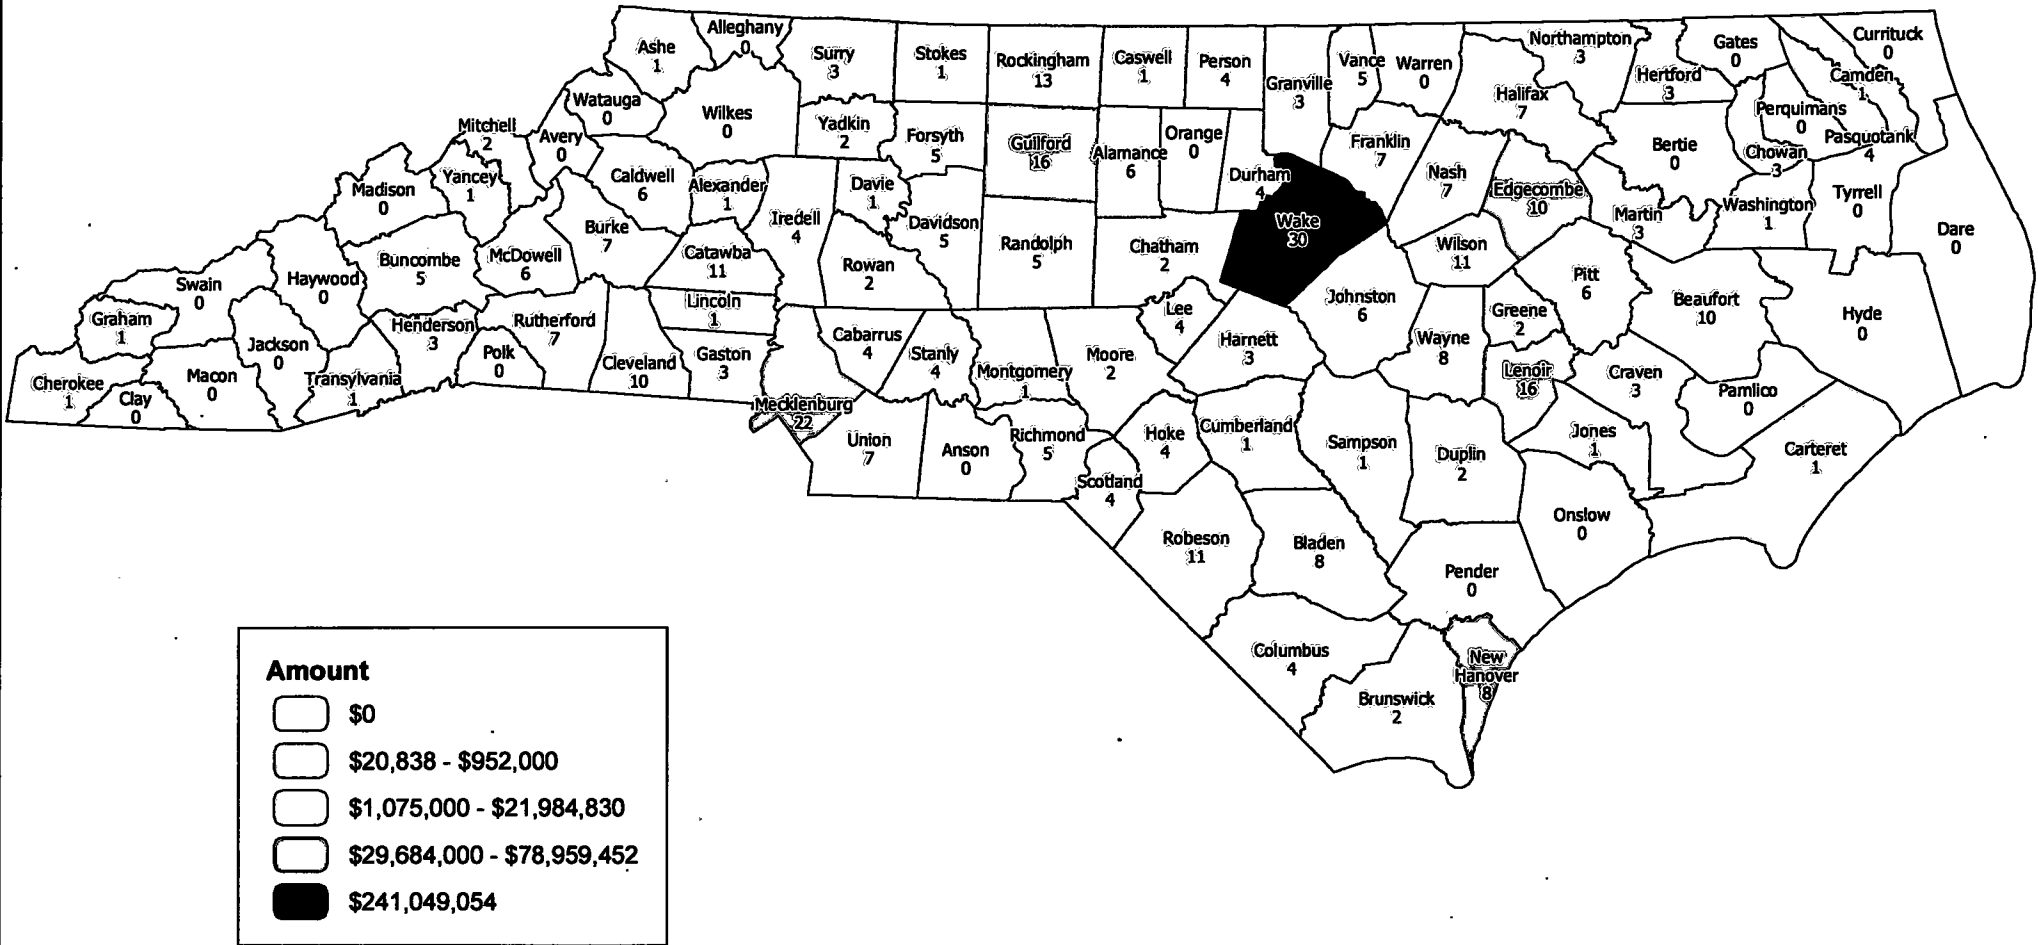 Alleghany
0
Ashe
1
Surry
3
Stokes
1
Rockingham
13
Caswell
1
Person
4
Granville
3
Vance
5
Warren
0
Northampton
3
Gates
0
Currituck
0
Hertford
3
Camden
1
Halifax
7
Perquimans
0
Pasquotank
4
Chowan
3
Bertie
0
Watauga
0
Wilkes
0
Yadkin
2
Forsyth
5
Guilford
16
Alamance
6
Orange
0
Durham
4
Franklin
7
Nash
7
Edgecombe
10
Martin
3
Washington
1
Tyrrell
0
Dare
0
Mitchell
2
Avery
0
Yancey
1
Madison
0
Caldwell
6
Alexander
1
Iredell
4
Davie
1
Davidson
5
Randolph
5
Chatham
2
Wake
30
Wilson
11
Pitt
6
Beaufort
10
Hyde
0
Burke
7
McDowell
6
Buncombe
5
Haywood
0
Swain
0
Graham
1
Catawba
11
Lincoln
1
Rowan
2
Lee
4
Johnston
6
Greene
2
Wayne
8
Harnett
3
Cherokee
1
Clay
0
Macon
0
Jackson
0
Transylvania
1
Henderson
3
Polk
0
Rutherford
7
Cleveland
10
Gaston
3
Mecklenburg
22
Cabarrus
4
Stanly
4
Montgomery
1
Moore
2
Lenoir
16
Craven
3
Pamlico
0
Jones
1
Carteret
1
Union
7
Anson
0
Richmond
5
Scotland
4
Hoke
4
Cumberland
1
Sampson
1
Duplin
2
Onslow
0
Robeson
11
Bladen
8
Pender
0
Columbus
4
Brunswick
2
New
Hanover
8
Amount
$0
$20,838 - $952,000
$1,075,000 - $21,984,830
$29,684,000 - $78,959,452
$241,049,054